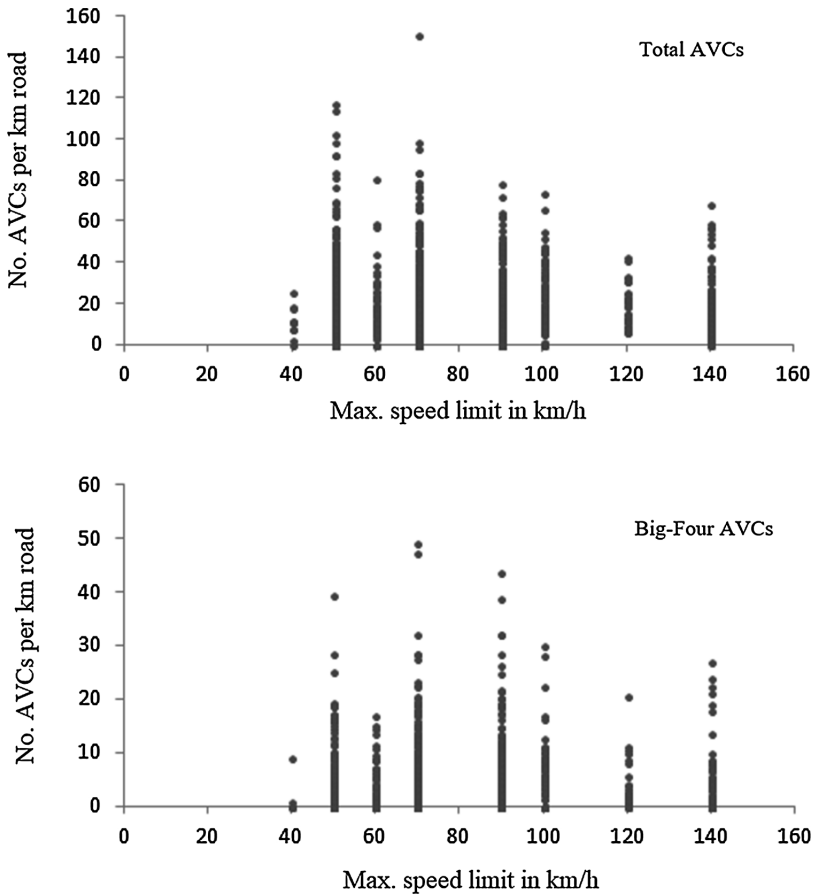 160
140
120
100
80
60
40
20
0
No. AVCs per km road
Total AVCs
0 20 40 60 80 100 120 140 160
Max. speed limit in km/h
60
50
40
30
20
10
0
No. AVCs per km road
Big-Four AVCs
0 20 40 60 80 100 120 140 160
Max. speed limit in km/h